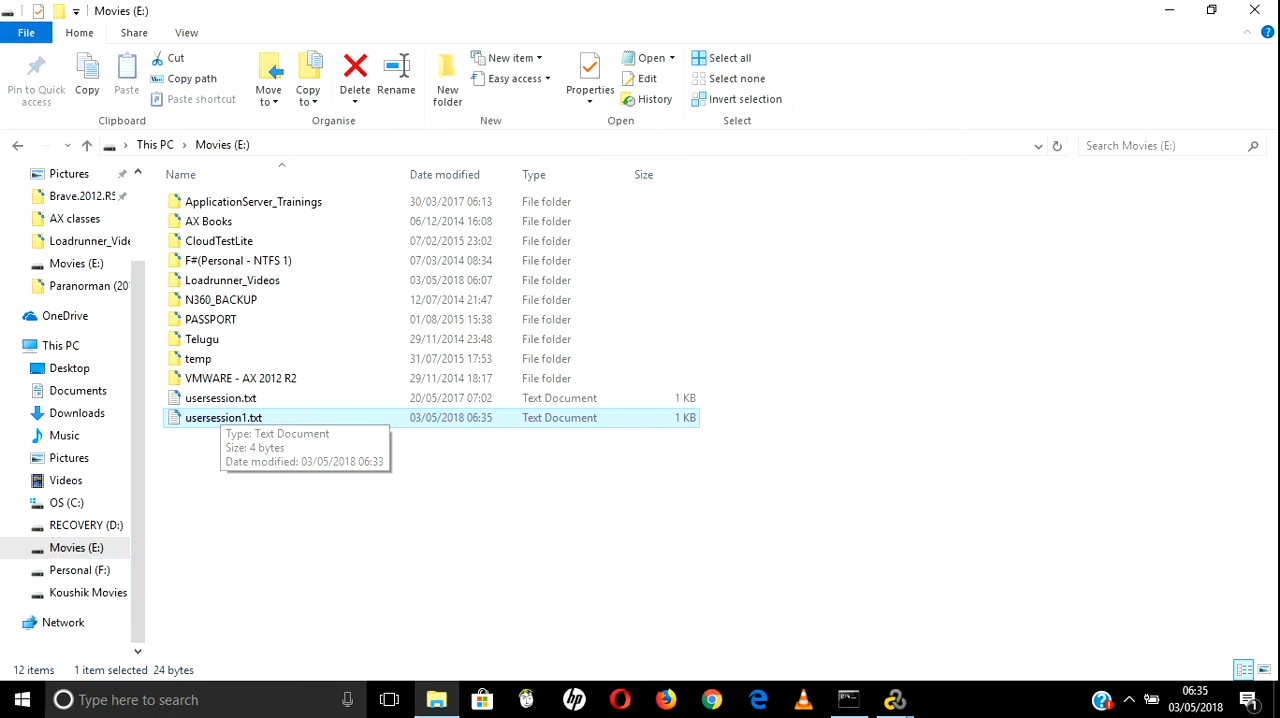 Movies (E:)
File
Home
Share
View
Pin to Quick access
Copy
Paste
Cut
Copy path
Paste shortcut
Clipboard
Move to
Copy to
Delete
Rename
Organise
New folder
New item
Easy access
New
Properties
Open
Edit
History
Open
Select all
Select none
Invert selection
Select
This PC
Movies (E:)
Search Movies (E:)
Pictures
Brave.2012.R5
AX classes
Loadrunner_Vide
Movies (E:)
Paranorman (20
OneDrive
This PC
Desktop
Documents
Downloads
Music
Pictures
Videos
OS (C:)
RECOVERY (D:)
Movies (E:)
Personal (F:)
Koushik Movies
Network
Name Date modified Type Size
ApplicationServer_Trainings 30/03/2017 06:13 File folder
AX Books 06/12/2014 16:08 File folder
CloudTestLite 07/02/2015 23:02 File folder
F#(Personal - NTFS 1) 07/03/2014 08:34 File folder
Loadrunner_Videos 03/05/2018 06:07 File folder
N360_BACKUP 12/07/2014 21:47 File folder
PASSPORT 01/08/2015 15:38 File folder
Telugu 29/11/2014 23:48 File folder
temp 31/07/2015 17:53 File folder
VMWARE - AX 2012 R2 29/11/2014 18:17 File folder
usersession.txt 20/05/2017 07:02 Text Document 1 KB
usersession1.txt 03/05/2018 06:35 Text Document 1 KB
Type: Text Document
Size: 4 bytes
Date modified: 03/05/2018 06:33
12 items 1 item selected 24 bytes
Type here to search
hp
06:35
03/05/2018
1